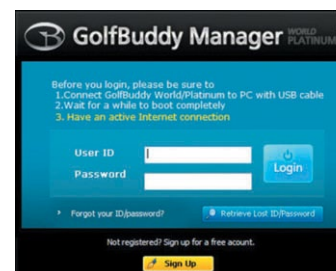 GolfBuddy Manager WORLD
PLATINUM
Before you login, please be sure to
1.Connect GolfBuddy World/Platinum to PC with USB cable
2.Wait for a while to boot completely
3. Have an active Internet connection
User ID
Password
Login
Forgot your ID/password?
Retrieve Lost ID/Password
Not registered? Sign up for a free acount.
Sign Up